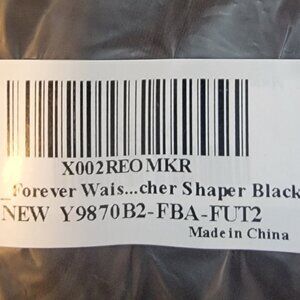 X002REOMKR
_Forever Wais...cher Shaper Black
NEW Y9870B2-FBA-FUT2
Made in China